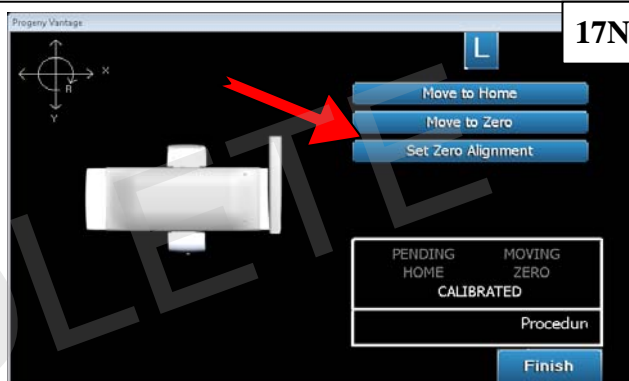 Progeny Vantage
17N
L
X
R
Y
Move to Home
Move to Zero
Set Zero Alignment
PENDING MOVING
HOME ZERO
CALIBRATED
Procedun
Finish
OLETE